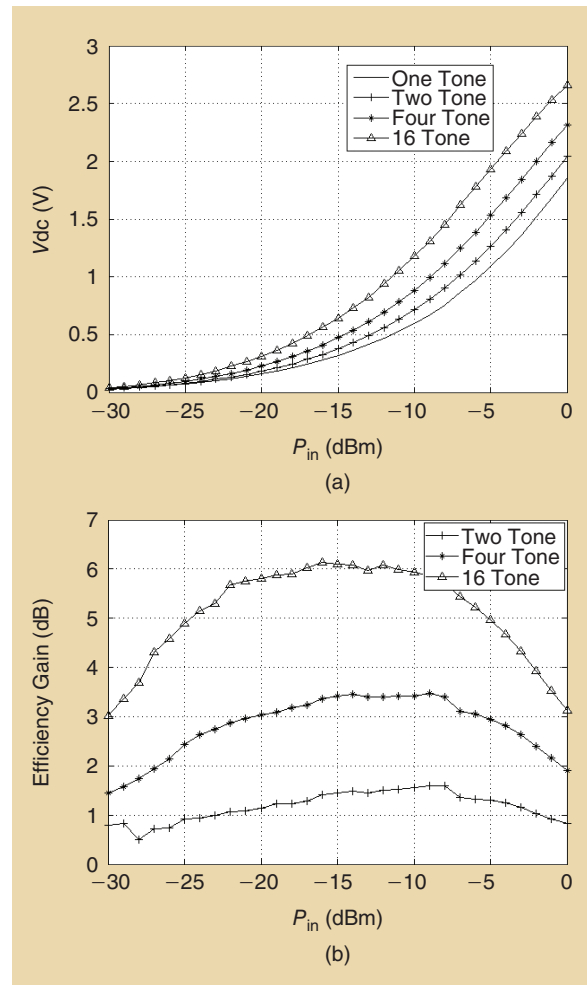 3
2.5
2
1.5
1
0.5
0
Vdc (V)
One Tone
Two Tone
Four Tone
16 Tone
−30 −25 −20 −15 −10 −5 0
Pin (dBm)
(a)
7
6
5
4
3
2
1
0
Efficiency Gain (dB)
Two Tone
Four Tone
16 Tone
−30 −25 −20 −15 −10 −5 0
Pin (dBm)
(b)